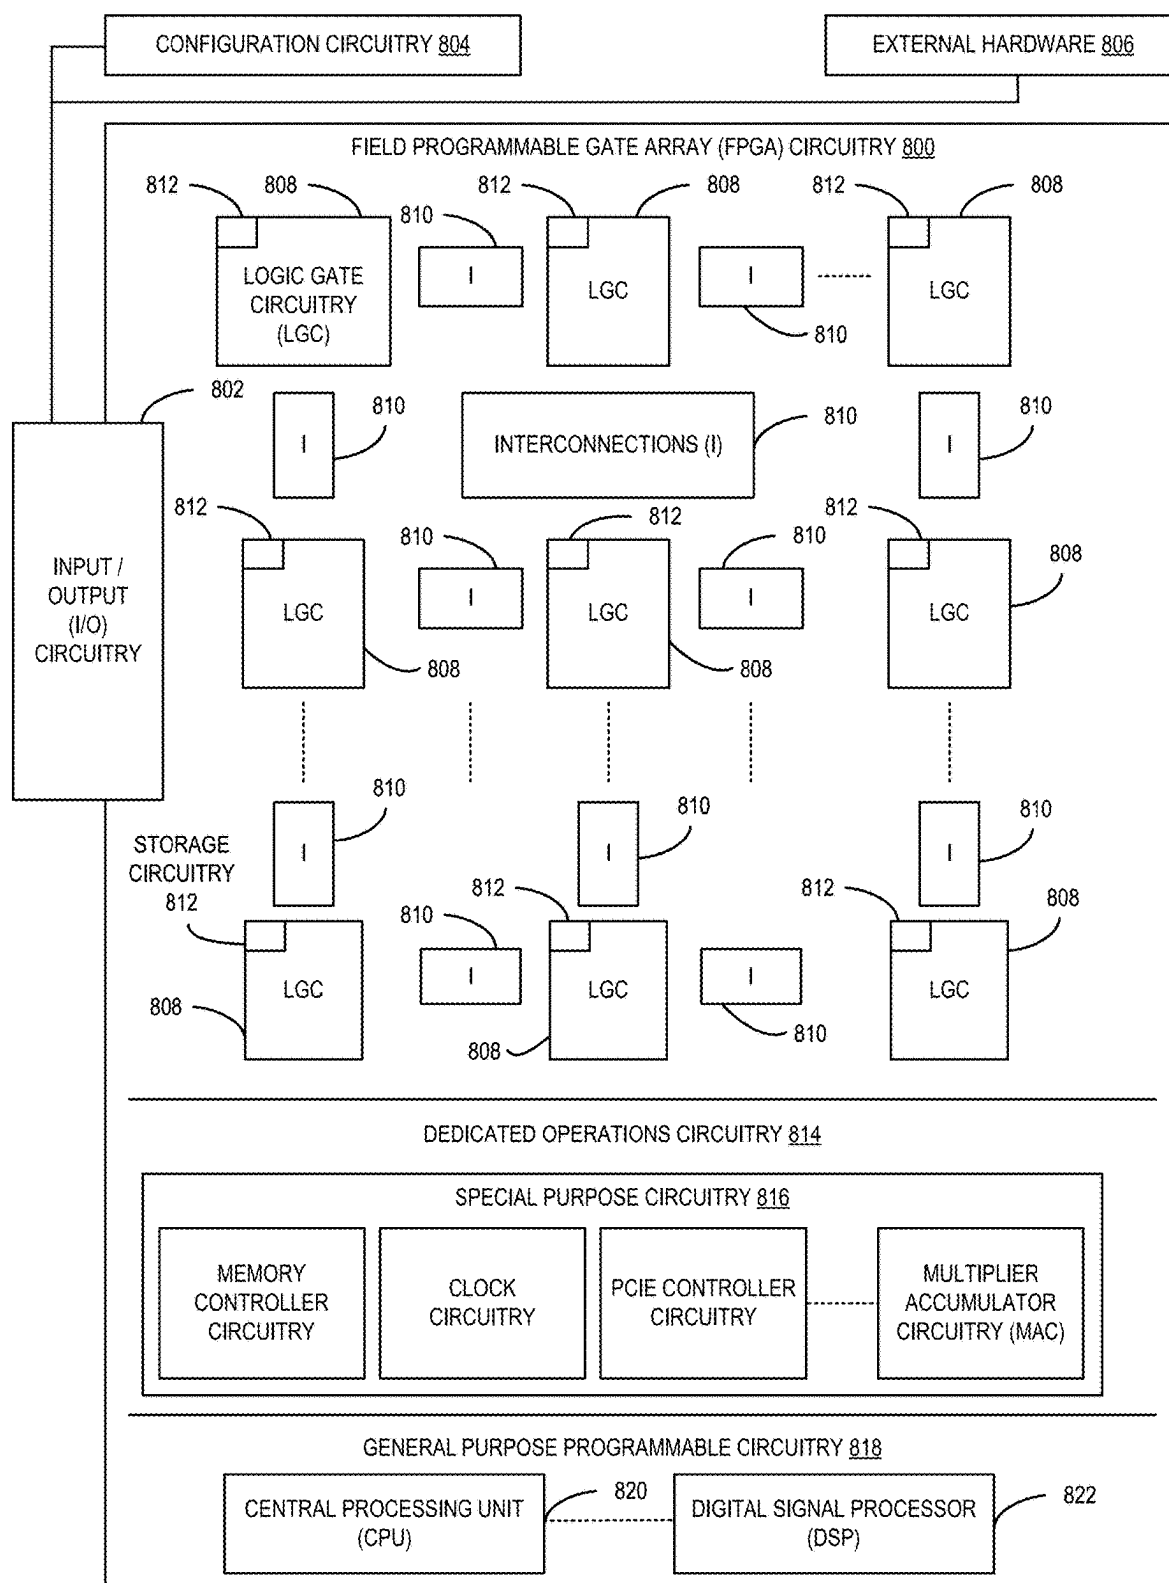 CONFIGURATION CIRCUITRY 804
EXTERNAL HARDWARE 806
FIELD PROGRAMMABLE GATE ARRAY (FPGA) CIRCUITRY 800
812
808
812
808
812
808
810
LOGIC GATE
CIRCUITRY
(LGC)
I
LGC
I
LGC
810
802
810
I
INTERCONNECTIONS (I)
810
I
810
812
810
812
810
812
INPUT /
OUTPUT
(I/O)
CIRCUITRY
LGC
I
LGC
I
LGC
808
808
808
810
I
810
I
810
I
STORAGE
CIRCUITRY
812
810
812
812
808
LGC
I
LGC
I
LGC
808
808
810
DEDICATED OPERATIONS CIRCUITRY 814
SPECIAL PURPOSE CIRCUITRY 816
MEMORY
CONTROLLER
CIRCUITRY
CLOCK
CIRCUITRY
PCIE CONTROLLER
CIRCUITRY
MULTIPLIER
ACCUMULATOR
CIRCUITRY (MAC)
GENERAL PURPOSE PROGRAMMABLE CIRCUITRY 818
CENTRAL PROCESSING UNIT
(CPU)
820
DIGITAL SIGNAL PROCESSOR
(DSP)
822